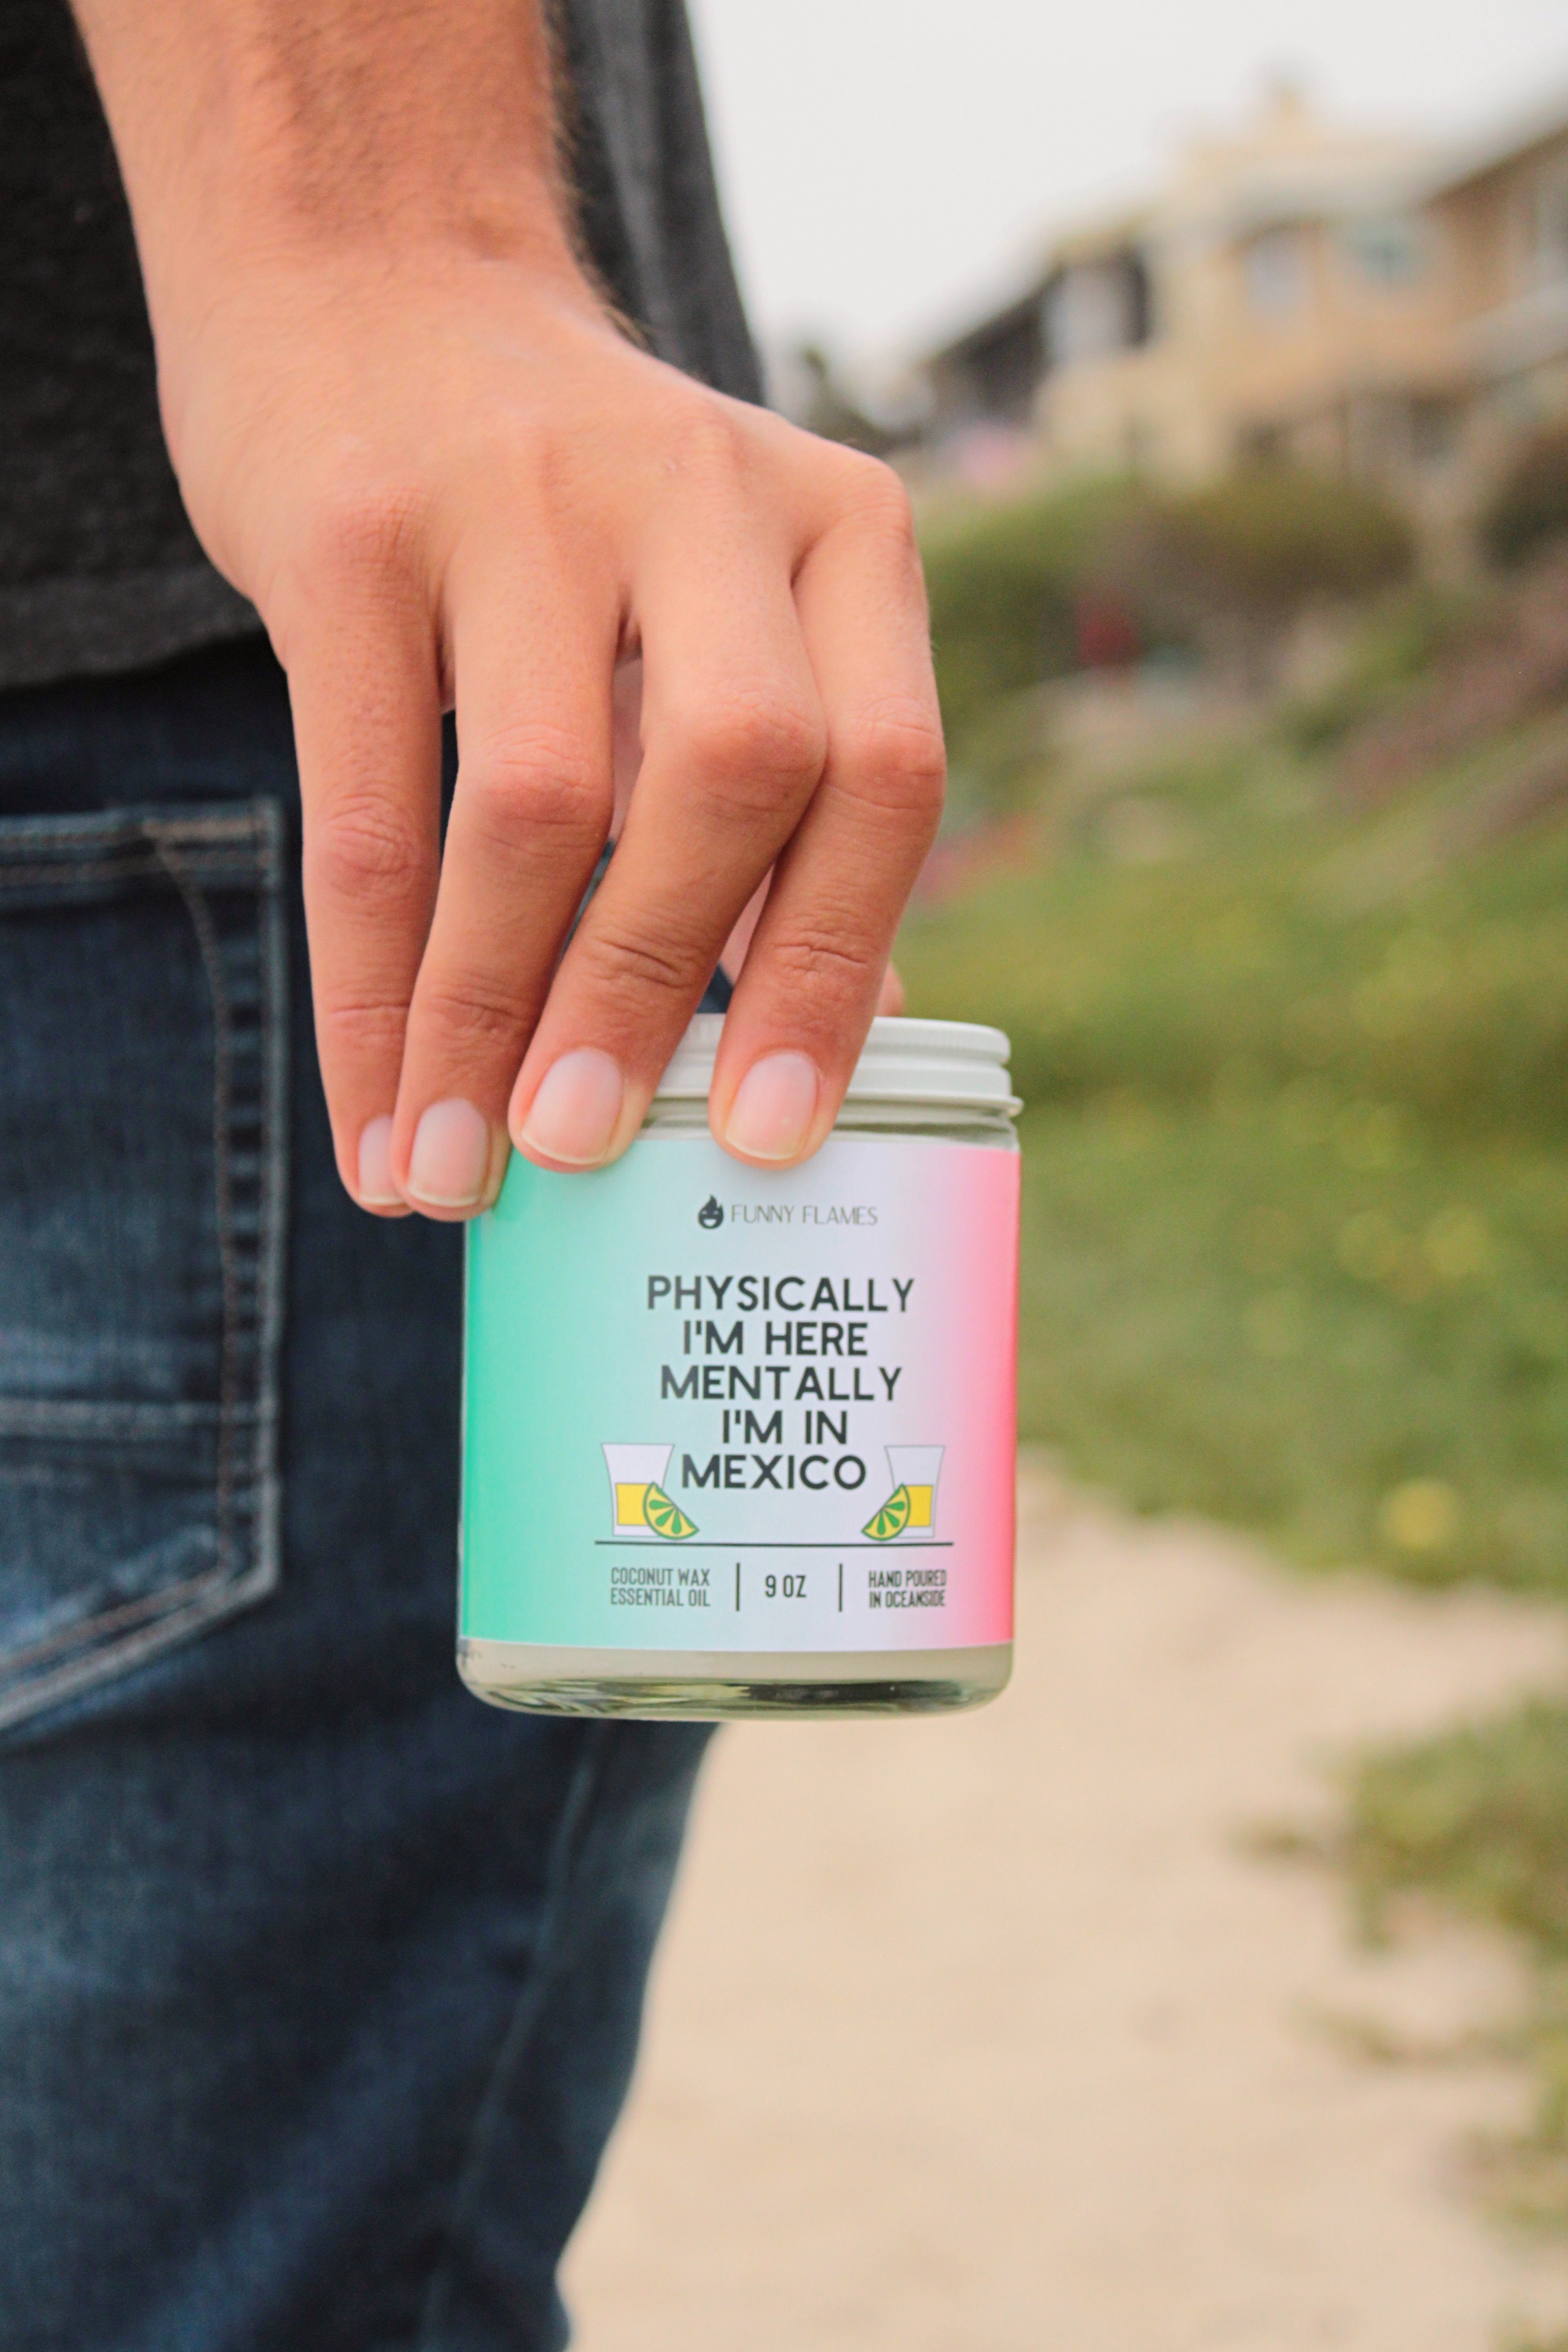 FUNNY FLAMES
PHYSICALLY
I'M HERE
MENTALLY
I'M IN
MEXICO
COCONUT WAX
ESSENTIAL OIL
9 OZ
HAND POURED
IN OCEANSIDE